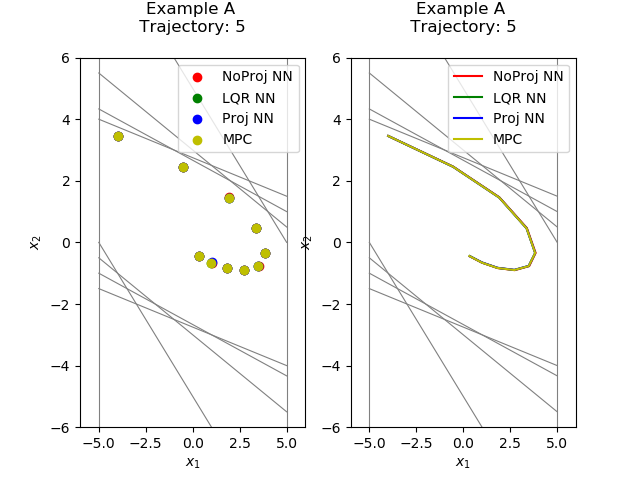 Example A
Trajectory: 5
NoProj NN
LQR NN
Proj NN
MPC
6
4
2
0
−2
−4
−6
x₂
−5.0 −2.5 0.0 2.5 5.0
x₁
Example A
Trajectory: 5
NoProj NN
LQR NN
Proj NN
MPC
6
4
2
0
−2
−4
−6
x₂
−5.0 −2.5 0.0 2.5 5.0
x₁